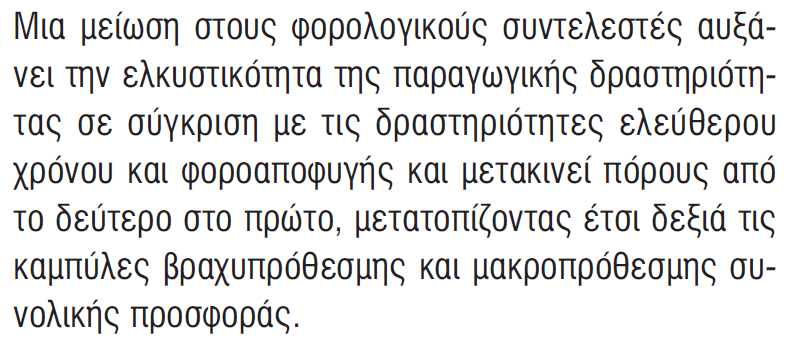 Μια μείωση στους φορολογικούς συντελεστές αυξά-
νει την ελκυστικότητα της παραγωγικής δραστηριότη-
τας σε σύγκριση με τις δραστηριότητες ελεύθερου
χρόνου και φοροαποφυγής και μετακινεί πόρους από
το δεύτερο στο πρώτο, μετατοπίζοντας έτσι δεξιά τις
καμπύλες βραχυπρόθεσμης και μακροπρόθεσμης συ-
νολικής προσφοράς.